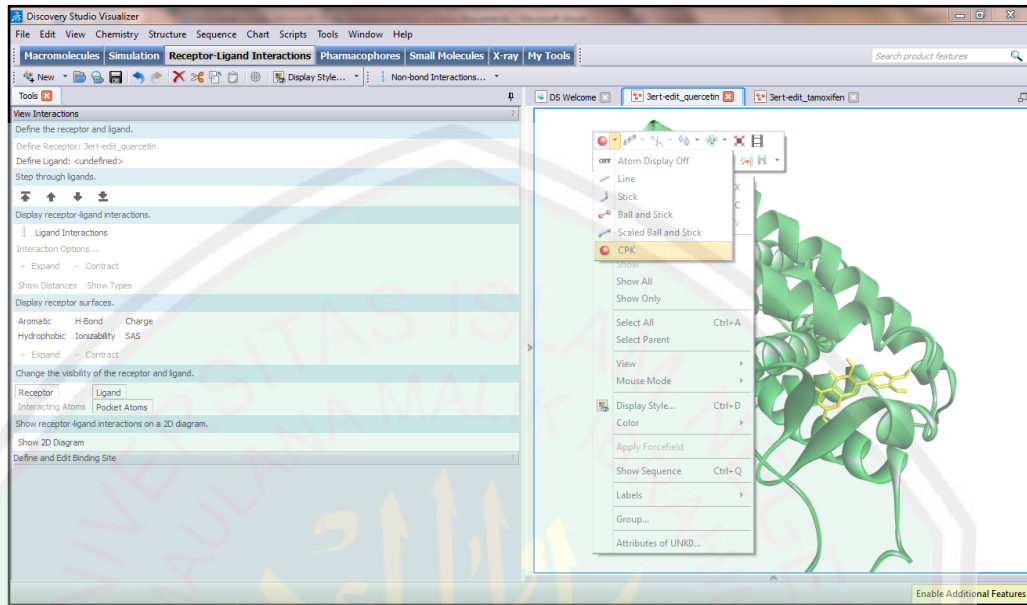 Discovery Studio Visualizer
File Edit View Chemistry Structure Sequence Chart Scripts Tools Window Help
Macromolecules Simulation Receptor-Ligand Interactions Pharmacophores Small Molecules X-ray My Tools
Search product features
New Display Style... Non-bond Interactions...
Tools
DS Welcome 3ert-edit_quercetin 3ert-edit_tamoxifen
View Interactions
Define the receptor and ligand.
Define Receptor: 3ert-edit_quercetin
Define Ligand: <undefined>
Step through ligands.
Display receptor-ligand interactions.
Ligand Interactions
Interaction Options...
+ Expand - Contract
Show Distances Show Types
Display receptor surfaces.
Aromatic H-Bond Charge
Hydrophobic Ionizability SAS
+ Expand - Contract
Change the visibility of the receptor and ligand.
Receptor Ligand
Interacting Atoms Pocket Atoms
Show receptor-ligand interactions on a 2D diagram.
Show 2D Diagram
Define and Edit Binding Site
OFF Atom Display Off
Line
Stick
Ball and Stick
Scaled Ball and Stick
CPK
X
C
V
Show
Show All
Show Only
Select All Ctrl+A
Select Parent
View
Mouse Mode
Display Style... Ctrl+D
Color
Apply Forcefield
Show Sequence Ctrl+Q
Labels
Group...
Attributes of UNK0...
Enable Additional Features